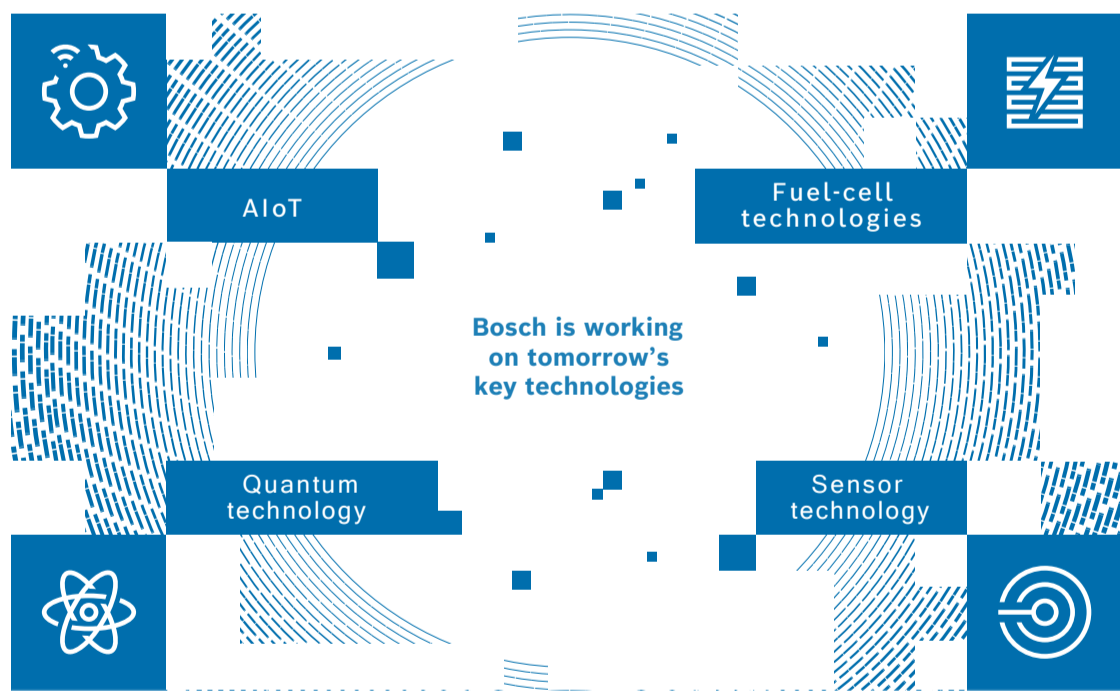 AIoT
Fuel-cell
technologies
Bosch is working
on tomorrow's
key technologies
Quantum
technology
Sensor
technology